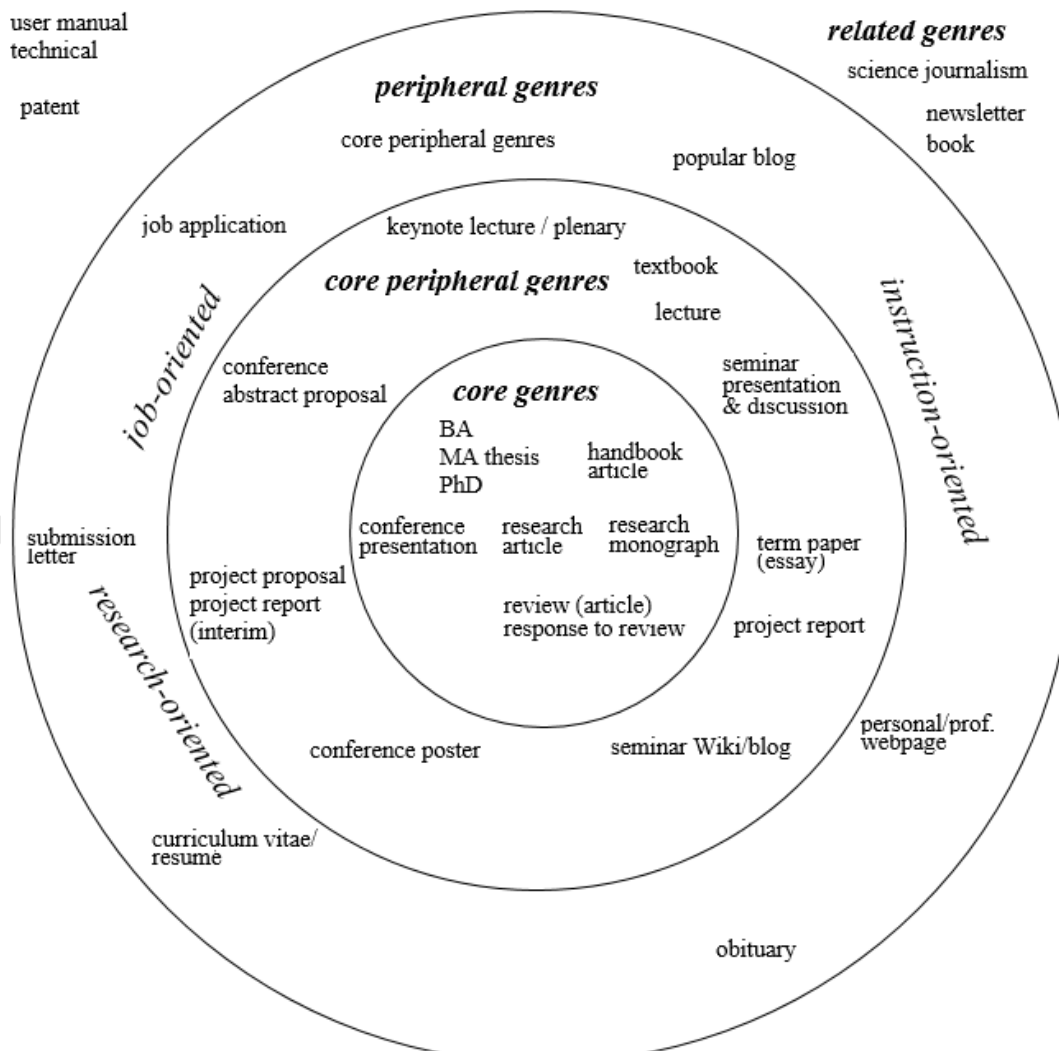 user manual
technical
patent
related genres
science journalism
newsletter
book
peripheral genres
core peripheral genres
popular blog
job application
keynote lecture / plenary
core peripheral genres
textbook
lecture
job-oriented
instruction-oriented
conference
abstract proposal
seminar
presentation
& discussion
core genres
BA
MA thesis
PhD
handbook
article
conference
presentation
research
article
research
monograph
term paper
(essay)
submission
letter
project proposal
project report
(interim)
research-oriented
review (article)
response to review
project report
conference poster
seminar Wiki/blog
personal/prof.
webpage
curriculum vitae/
resumė
obituary